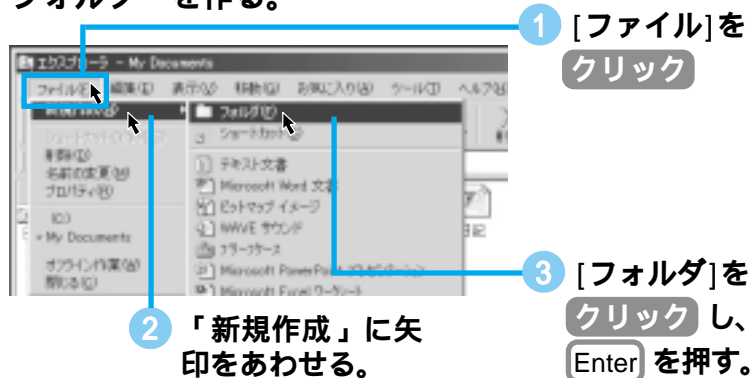 フォルダーを作る。
1 [ファイル]を
クリック
エクスプローラ - My Documents
ファイル(F) 編集(E) 表示(V) 移動(G) お気に入り(A) ツール(T) ヘルプ(H)
新規作成(W)
フォルダ(F)
ショートカット(S)
削除(D)
名前の変更(M)
プロパティ(R)
(C:)
My Documents
オフライン作業(W)
閉じる(C)
テキスト文書
Microsoft Word 文書
ビットマップ イメージ
WAVE サウンド
ブリーフケース
Microsoft PowerPoint プレゼンテーション
Microsoft Excel ワークシート
2 「新規作成」に矢
印をあわせる。
3 [フォルダ]を
クリック し、
Enter を押す。